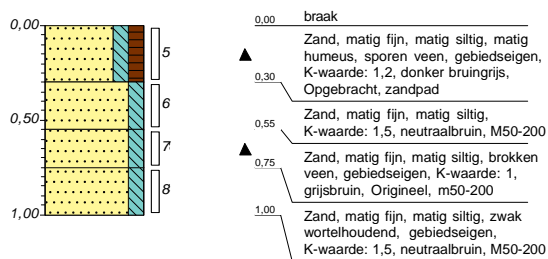 0,00
0,50
1,00
5
6
7
8
0,00
braak
Zand, matig fijn, matig siltig, matig
humeus, sporen veen, gebiedseigen,
K-waarde: 1,2, donker bruingrijs,
Opgebracht, zandpad
0,30
Zand, matig fijn, matig siltig,
K-waarde: 1,5, neutraalbruin, M50-200
0,55
Zand, matig fijn, matig siltig, brokken
veen, gebiedseigen, K-waarde: 1,
grijsbruin, Origineel, m50-200
0,75
Zand, matig fijn, matig siltig, zwak
wortelhoudend, gebiedseigen,
K-waarde: 1,5, neutraalbruin, M50-200
1,00